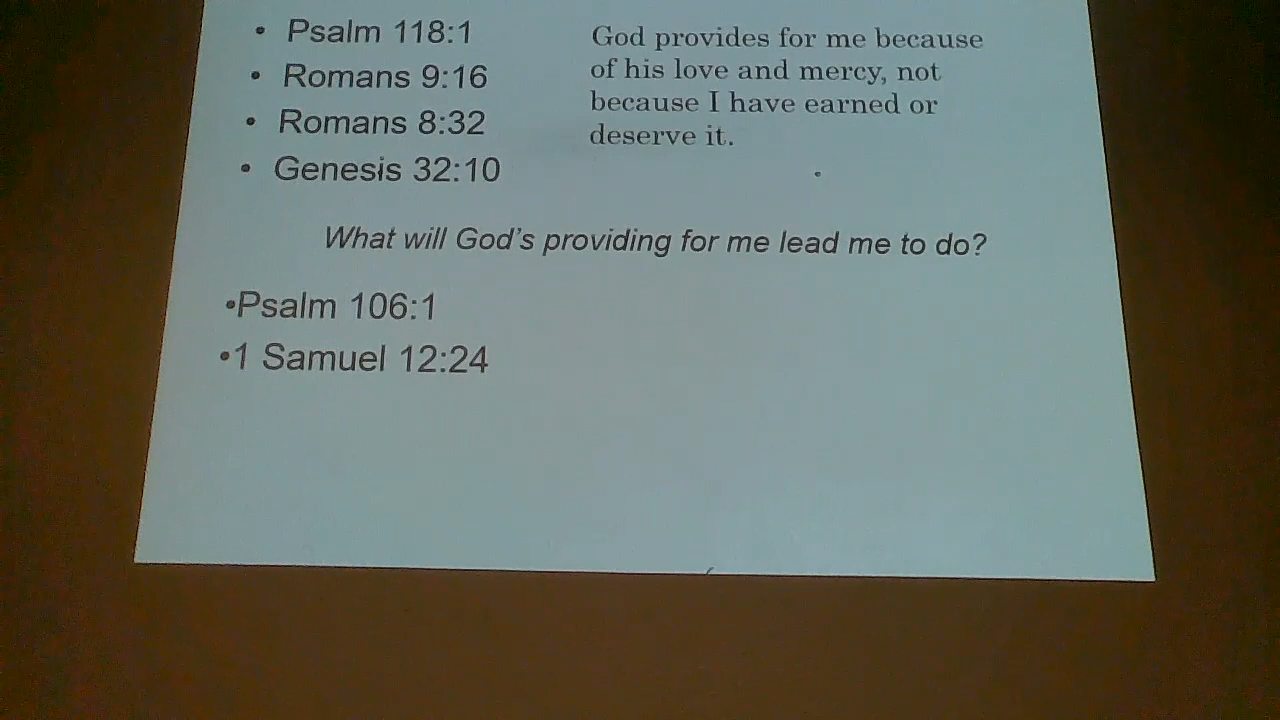 • Psalm 118:1
• Romans 9:16
• Romans 8:32
• Genesis 32:10
God provides for me because
of his love and mercy, not
because I have earned or
deserve it.
What will God's providing for me lead me to do?
•Psalm 106:1
•1 Samuel 12:24